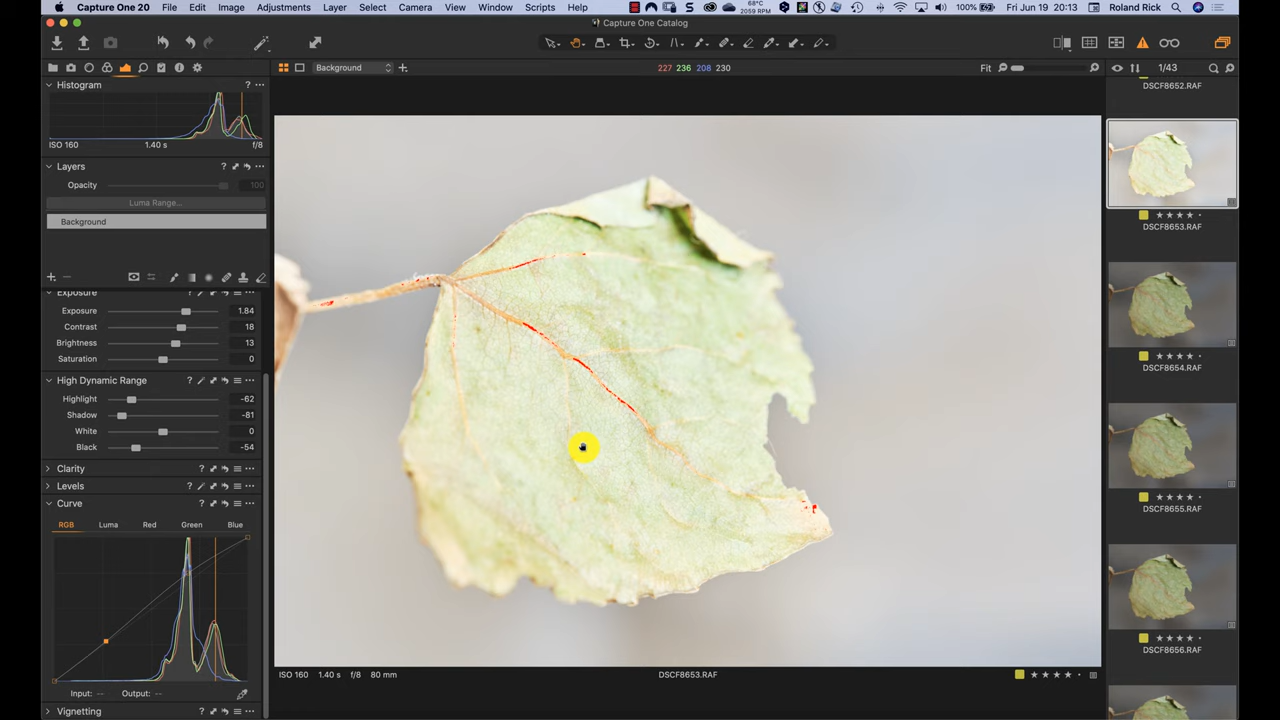 Capture One 20 File Edit Image Adjustments Layer Select Camera View Window Scripts Help 68°C 2059 RPM 100% Fri Jun 19 20:13 Roland Rick
Capture One Catalog
Background 227 236 208 230 Fit 1/43
Histogram ?
ISO 160 1.40 s f/8
Layers ?
Opacity 100
Luma Range...
Background
Exposure ?
Exposure 1.84
Contrast 18
Brightness 13
Saturation 0
High Dynamic Range ?
Highlight -62
Shadow -81
White 0
Black -54
Clarity ?
Levels ?
Curve ?
RGB Luma Red Green Blue
Input: -- Output: --
Vignetting ?
ISO 160 1.40 s f/8 80 mm DSCF8653.RAF
DSCF8652.RAF
DSCF8653.RAF
DSCF8654.RAF
DSCF8655.RAF
DSCF8656.RAF